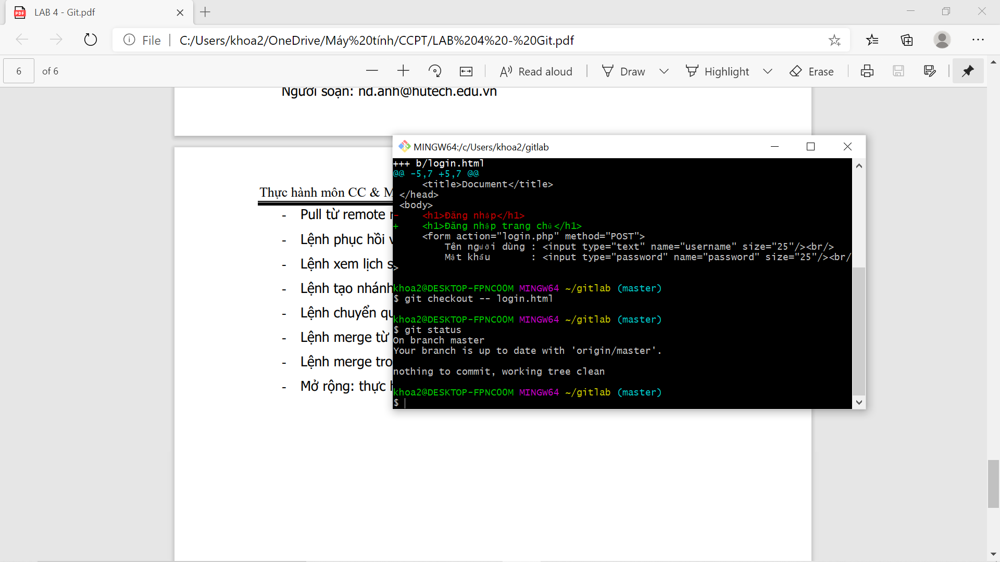 LAB 4 - Git.pdf
File
C:/Users/khoa2/OneDrive/Máy%20tính/CCPT/LAB%204%20-%20Git.pdf
6 of 6
Read aloud
Draw
Highlight
Erase
Người soạn: nd.anh@hutech.edu.vn
Thực hành môn CC & M
- Pull từ remote
- Lệnh phục hồi
- Lệnh xem lịch s
- Lệnh tạo nhánh
- Lệnh chuyển qu
- Lệnh merge từ
- Lệnh merge tro
- Mở rộng: thực h
MINGW64:/c/Users/khoa2/gitlab
+++ b/login.html
@@ -5,7 +5,7 @@
<title>Document</title>
</head>
<body>
- <h1>Đăng nhập</h1>
+ <h1>Đăng nhập trang chủ</h1>
<form action="login.php" method="POST">
Tên người dùng : <input type="text" name="username" size="25"/><br/>
Mật khẩu : <input type="password" name="password" size="25"/><br/
>
khoa2@DESKTOP-FPNCOOM MINGW64 ~/gitlab (master)
$ git checkout -- login.html
khoa2@DESKTOP-FPNCOOM MINGW64 ~/gitlab (master)
$ git status
On branch master
Your branch is up to date with 'origin/master'.
nothing to commit, working tree clean
khoa2@DESKTOP-FPNCOOM MINGW64 ~/gitlab (master)
$